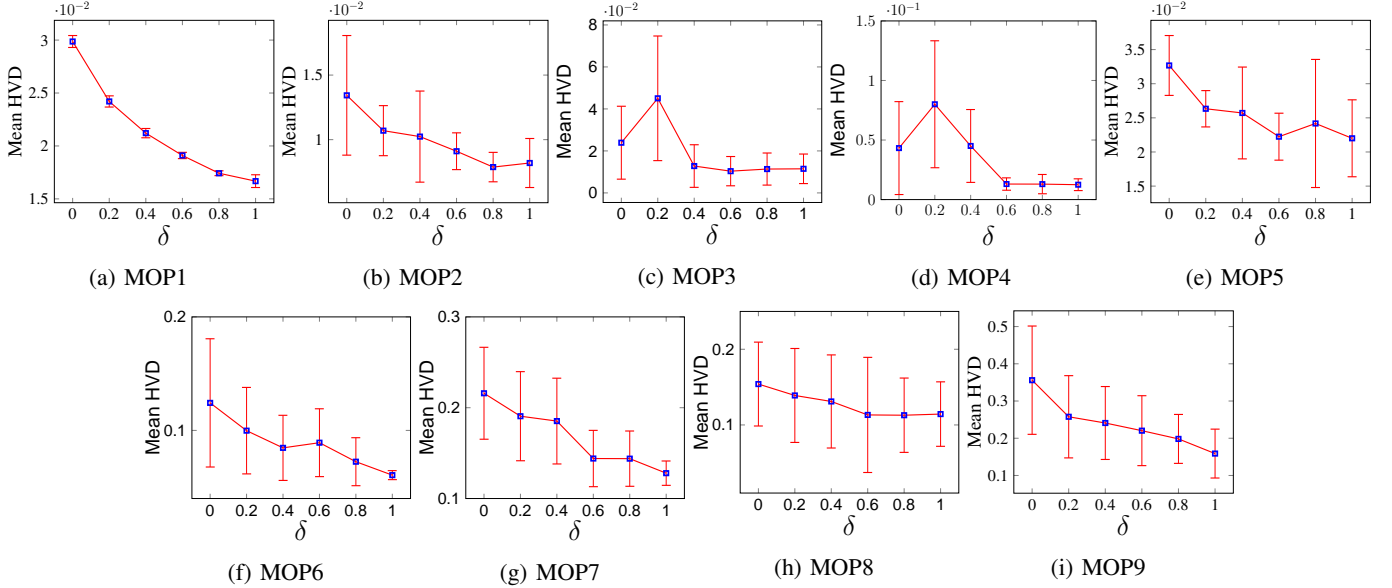 ·10⁻²
3
2.5
2
1.5
Mean HVD
0 0.2 0.4 0.6 0.8 1
δ
(a) MOP1
·10⁻²
1.5
1
Mean HVD
0 0.2 0.4 0.6 0.8 1
δ
(b) MOP2
·10⁻²
8
6
4
2
0
Mean HVD
0 0.2 0.4 0.6 0.8 1
δ
(c) MOP3
·10⁻¹
1.5
1
0.5
0
Mean HVD
0 0.2 0.4 0.6 0.8 1
δ
(d) MOP4
·10⁻²
3.5
3
2.5
2
1.5
Mean HVD
0 0.2 0.4 0.6 0.8 1
δ
(e) MOP5
0.2
0.1
Mean HVD
0 0.2 0.4 0.6 0.8 1
δ
(f) MOP6
0.3
0.2
0.1
Mean HVD
0 0.2 0.4 0.6 0.8 1
δ
(g) MOP7
0.2
0.1
Mean HVD
0 0.2 0.4 0.6 0.8 1
δ
(h) MOP8
0.5
0.4
0.3
0.2
0.1
Mean HVD
0 0.2 0.4 0.6 0.8 1
δ
(i) MOP9